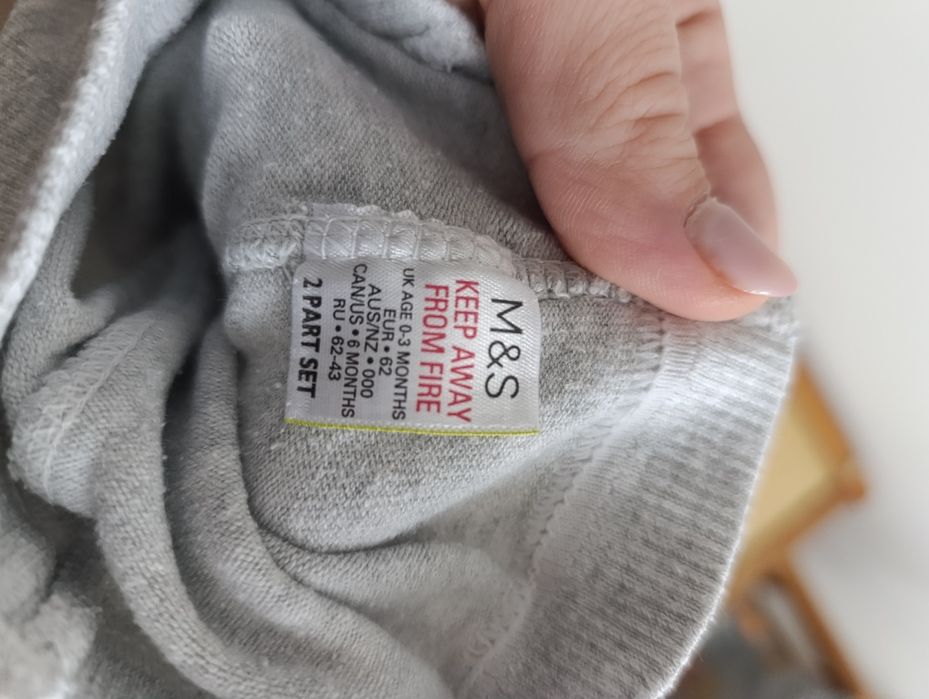 M&S
KEEP AWAY
FROM FIRE
UK AGE 0-3 MONTHS
EUR • 62
AUS/NZ • 000
CAN/US • 6 MONTHS
RU • 62-43
2 PART SET